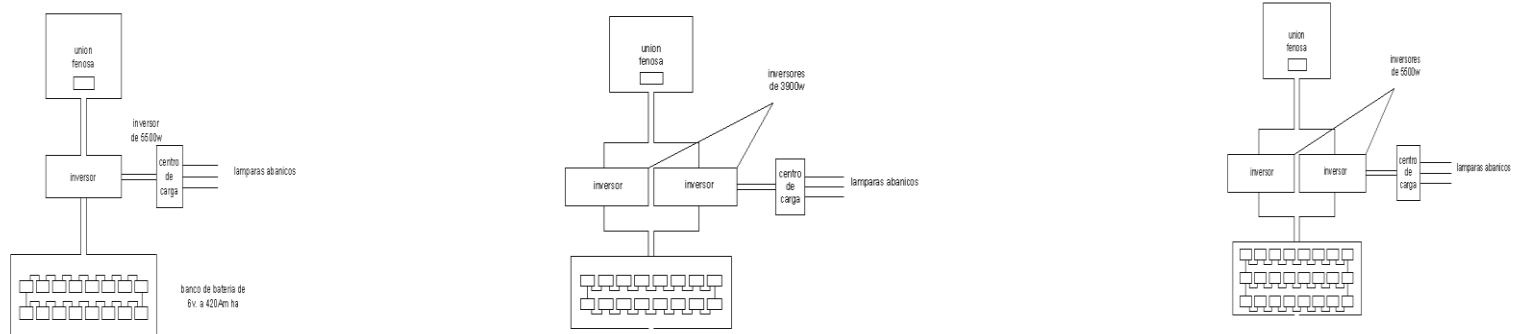 union
fenosa
inversor
de 5500w
inversor
centro
de
carga
lamparas abanicos
banco de bateria de
6v. a 420Am ha
union
fenosa
inversores
de 3900w
inversor
inversor
centro
de
carga
lamparas abanicos
union
fenosa
inversores
de 5500w
inversor
inversor
centro
de
carga
lamparas abanicos